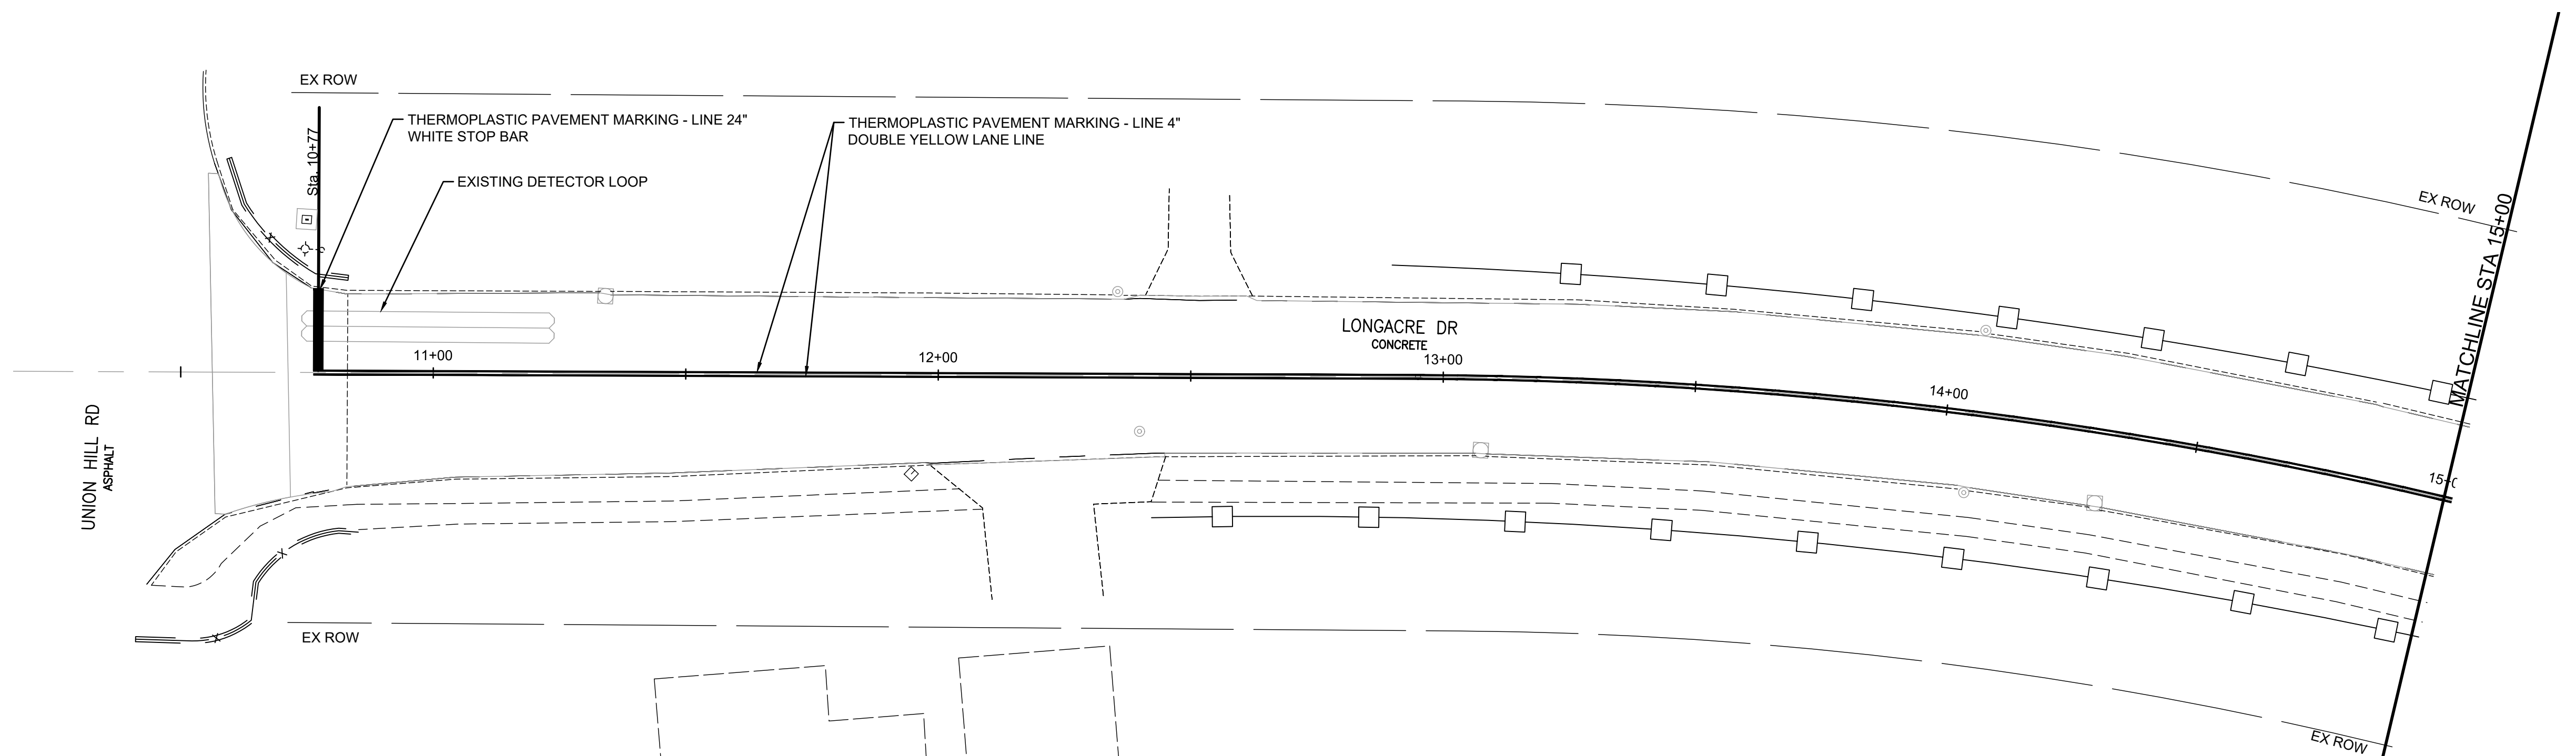 EX ROW
THERMOPLASTIC PAVEMENT MARKING - LINE 24"
WHITE STOP BAR
THERMOPLASTIC PAVEMENT MARKING - LINE 4"
DOUBLE YELLOW LANE LINE
Sta. 10+77
EXISTING DETECTOR LOOP
EX ROW
MATCHLINE STA 15+00
LONGACRE DR
CONCRETE
11+00
12+00
13+00
14+00
15+0
UNION HILL RD
ASPHALT
EX ROW
EX ROW